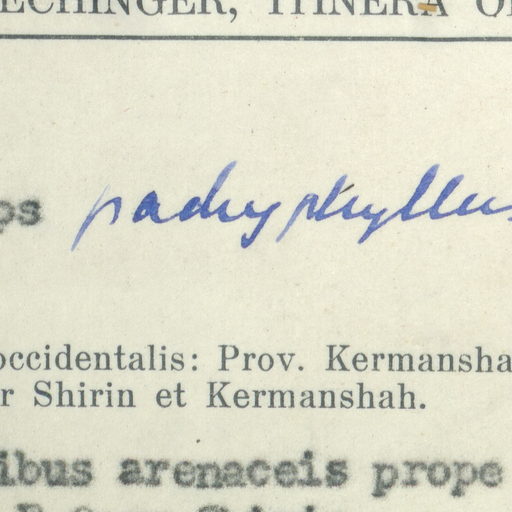 ECHINGER, ITINERA O
ps pachyphyllus
occidentalis: Prov. Kermansha
r Shirin et Kermanshah.
ibus arenaceis prope